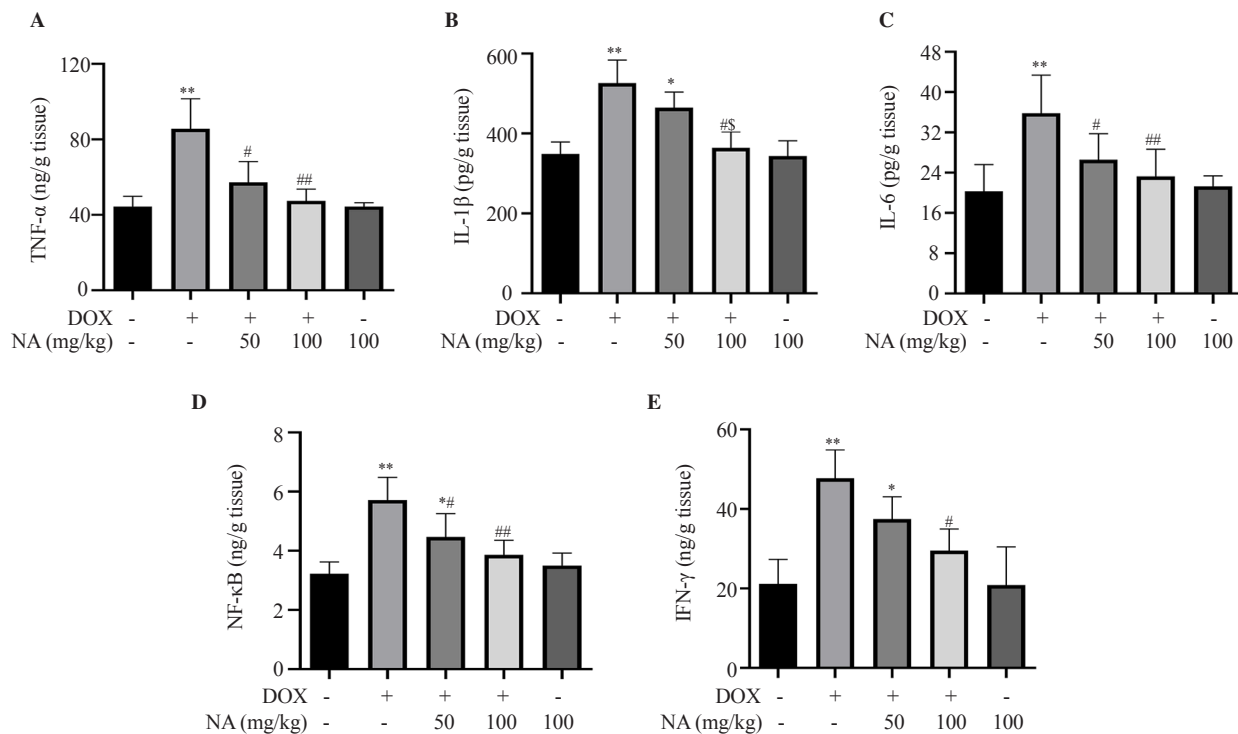 A
TNF-α (ng/g tissue)
120
80
40
0
**
#
##
DOX - + + + -
NA (mg/kg) - - 50 100 100
B
IL-1β (pg/g tissue)
600
400
200
0
**
*
#$
DOX - + + + -
NA (mg/kg) - - 50 100 100
C
IL-6 (pg/g tissue)
48
40
32
24
16
8
0
**
#
##
DOX - + + + -
NA (mg/kg) - - 50 100 100
D
NF-κB (ng/g tissue)
8
6
4
2
0
**
*#
##
DOX - + + + -
NA (mg/kg) - - 50 100 100
E
IFN-γ (ng/g tissue)
60
40
20
0
**
*
#
DOX - + + + -
NA (mg/kg) - - 50 100 100